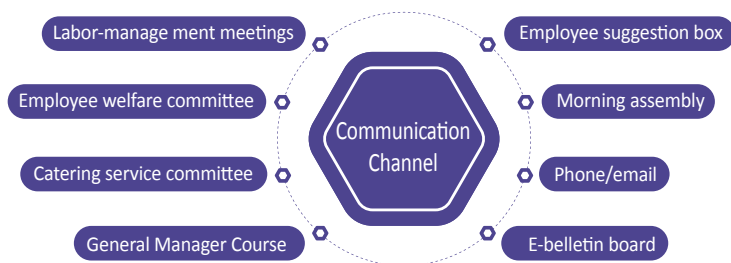 Labor-manage ment meetings
Employee welfare committee
Catering service committee
General Manager Course
Communication
Channel
Employee suggestion box
Morning assembly
Phone/email
E-belletin board